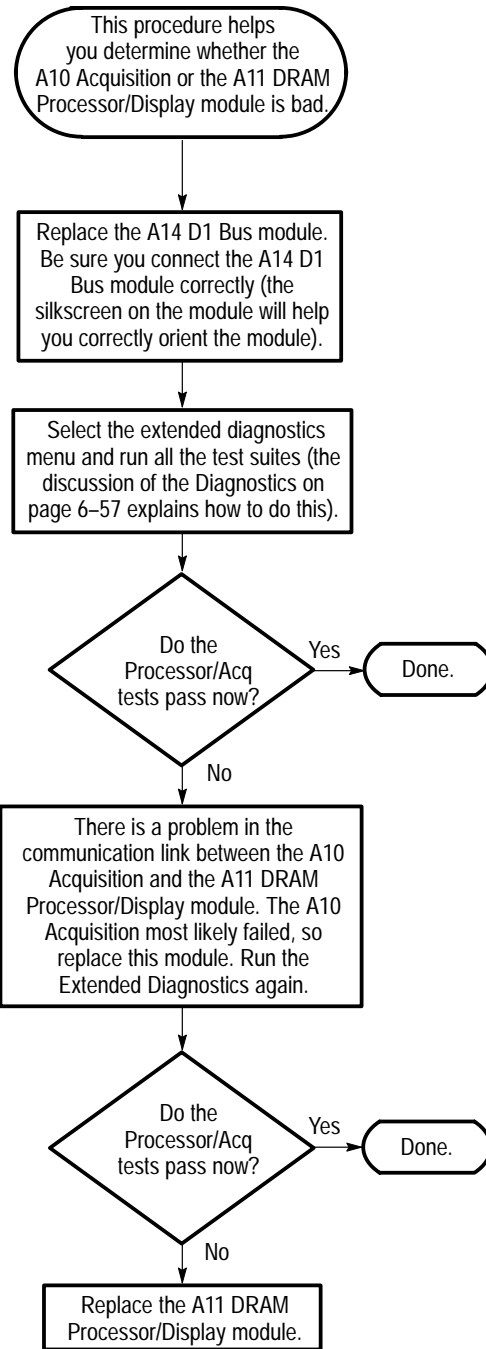 This procedure helps
you determine whether the
A10 Acquisition or the A11 DRAM
Processor/Display module is bad.
Replace the A14 D1 Bus module.
Be sure you connect the A14 D1
Bus module correctly (the
silkscreen on the module will help
you correctly orient the module).
Select the extended diagnostics
menu and run all the test suites (the
discussion of the Diagnostics on
page 6–57 explains how to do this).
Do the
Processor/Acq
tests pass now?
Yes
Done.
No
There is a problem in the
communication link between the A10
Acquisition and the A11 DRAM
Processor/Display module. The A10
Acquisition most likely failed, so
replace this module. Run the
Extended Diagnostics again.
Do the
Processor/Acq
tests pass now?
Yes
Done.
No
Replace the A11 DRAM
Processor/Display module.